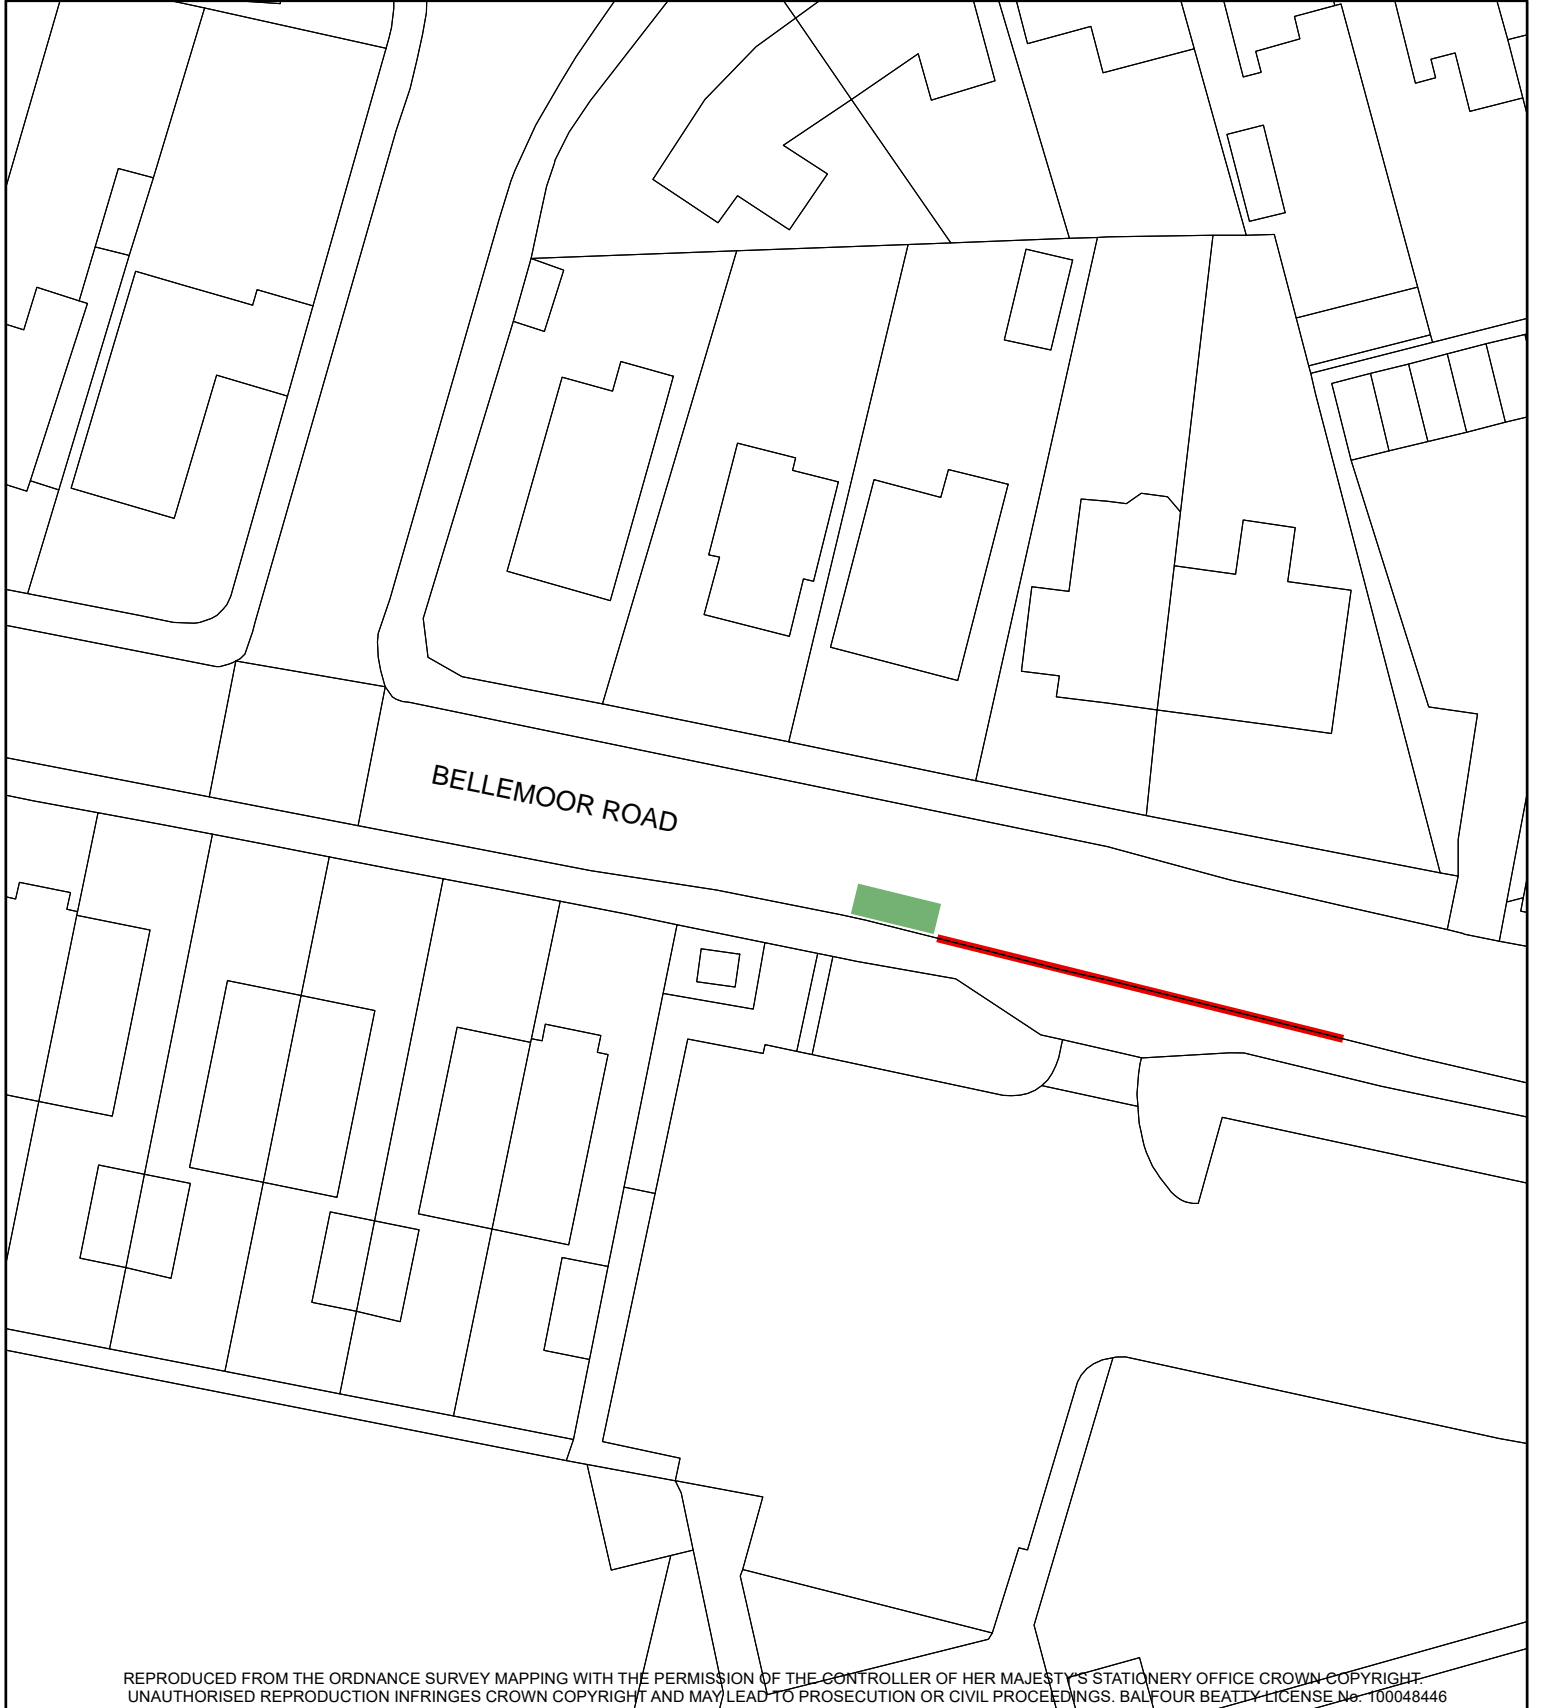 BELLEMOOR ROAD
REPRODUCED FROM THE ORDNANCE SURVEY MAPPING WITH THE PERMISSION OF THE CONTROLLER OF HER MAJESTY'S STATIONERY OFFICE CROWN COPYRIGHT.
UNAUTHORISED REPRODUCTION INFRINGES CROWN COPYRIGHT AND MAY LEAD TO PROSECUTION OR CIVIL PROCEEDINGS. BALFOUR BEATTY LICENSE No. 100048446